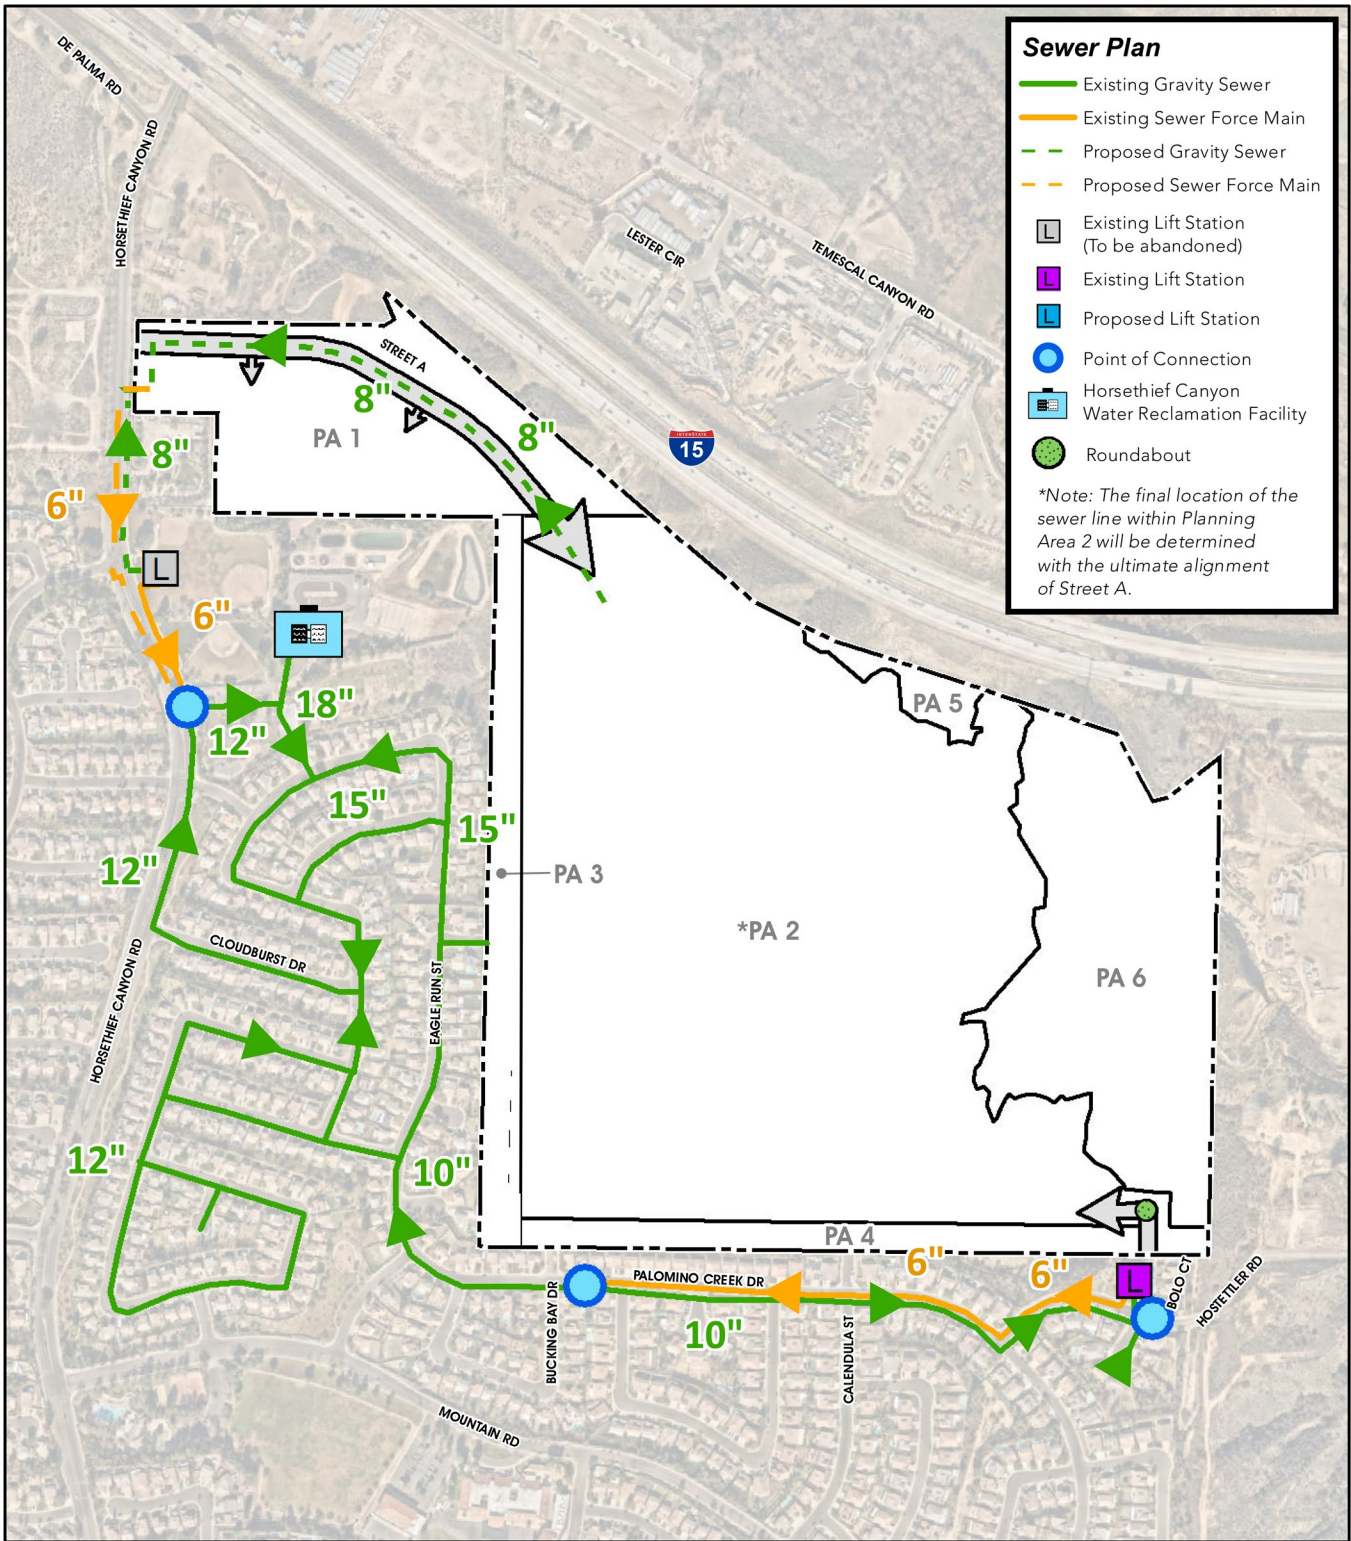 DE PALMA RD
HORSETHIEF CANYON RD
LESTER CIR
TEMESCAL CANYON RD
Sewer Plan
Existing Gravity Sewer
Existing Sewer Force Main
Proposed Gravity Sewer
Proposed Sewer Force Main
L
Existing Lift Station
(To be abandoned)
L
Existing Lift Station
L
Proposed Lift Station
Point of Connection
Horsethief Canyon
Water Reclamation Facility
Roundabout
*Note: The final location of the
sewer line within Planning
Area 2 will be determined
with the ultimate alignment
of Street A.
STREET A
8"
8"
PA 1
INTERSTATE
15
8"
6"
L
6"
18"
12"
PA 5
15"
15"
12"
PA 3
*PA 2
CLOUDBURST DR
EAGLE RUN ST
PA 6
HORSETHIEF CANYON RD
12"
10"
PA 4
6"
6"
L
PALOMINO CREEK DR
BUCKING BAY DR
10"
CALENDULA ST
BOLO CT
HOSTETTLER RD
MOUNTAIN RD